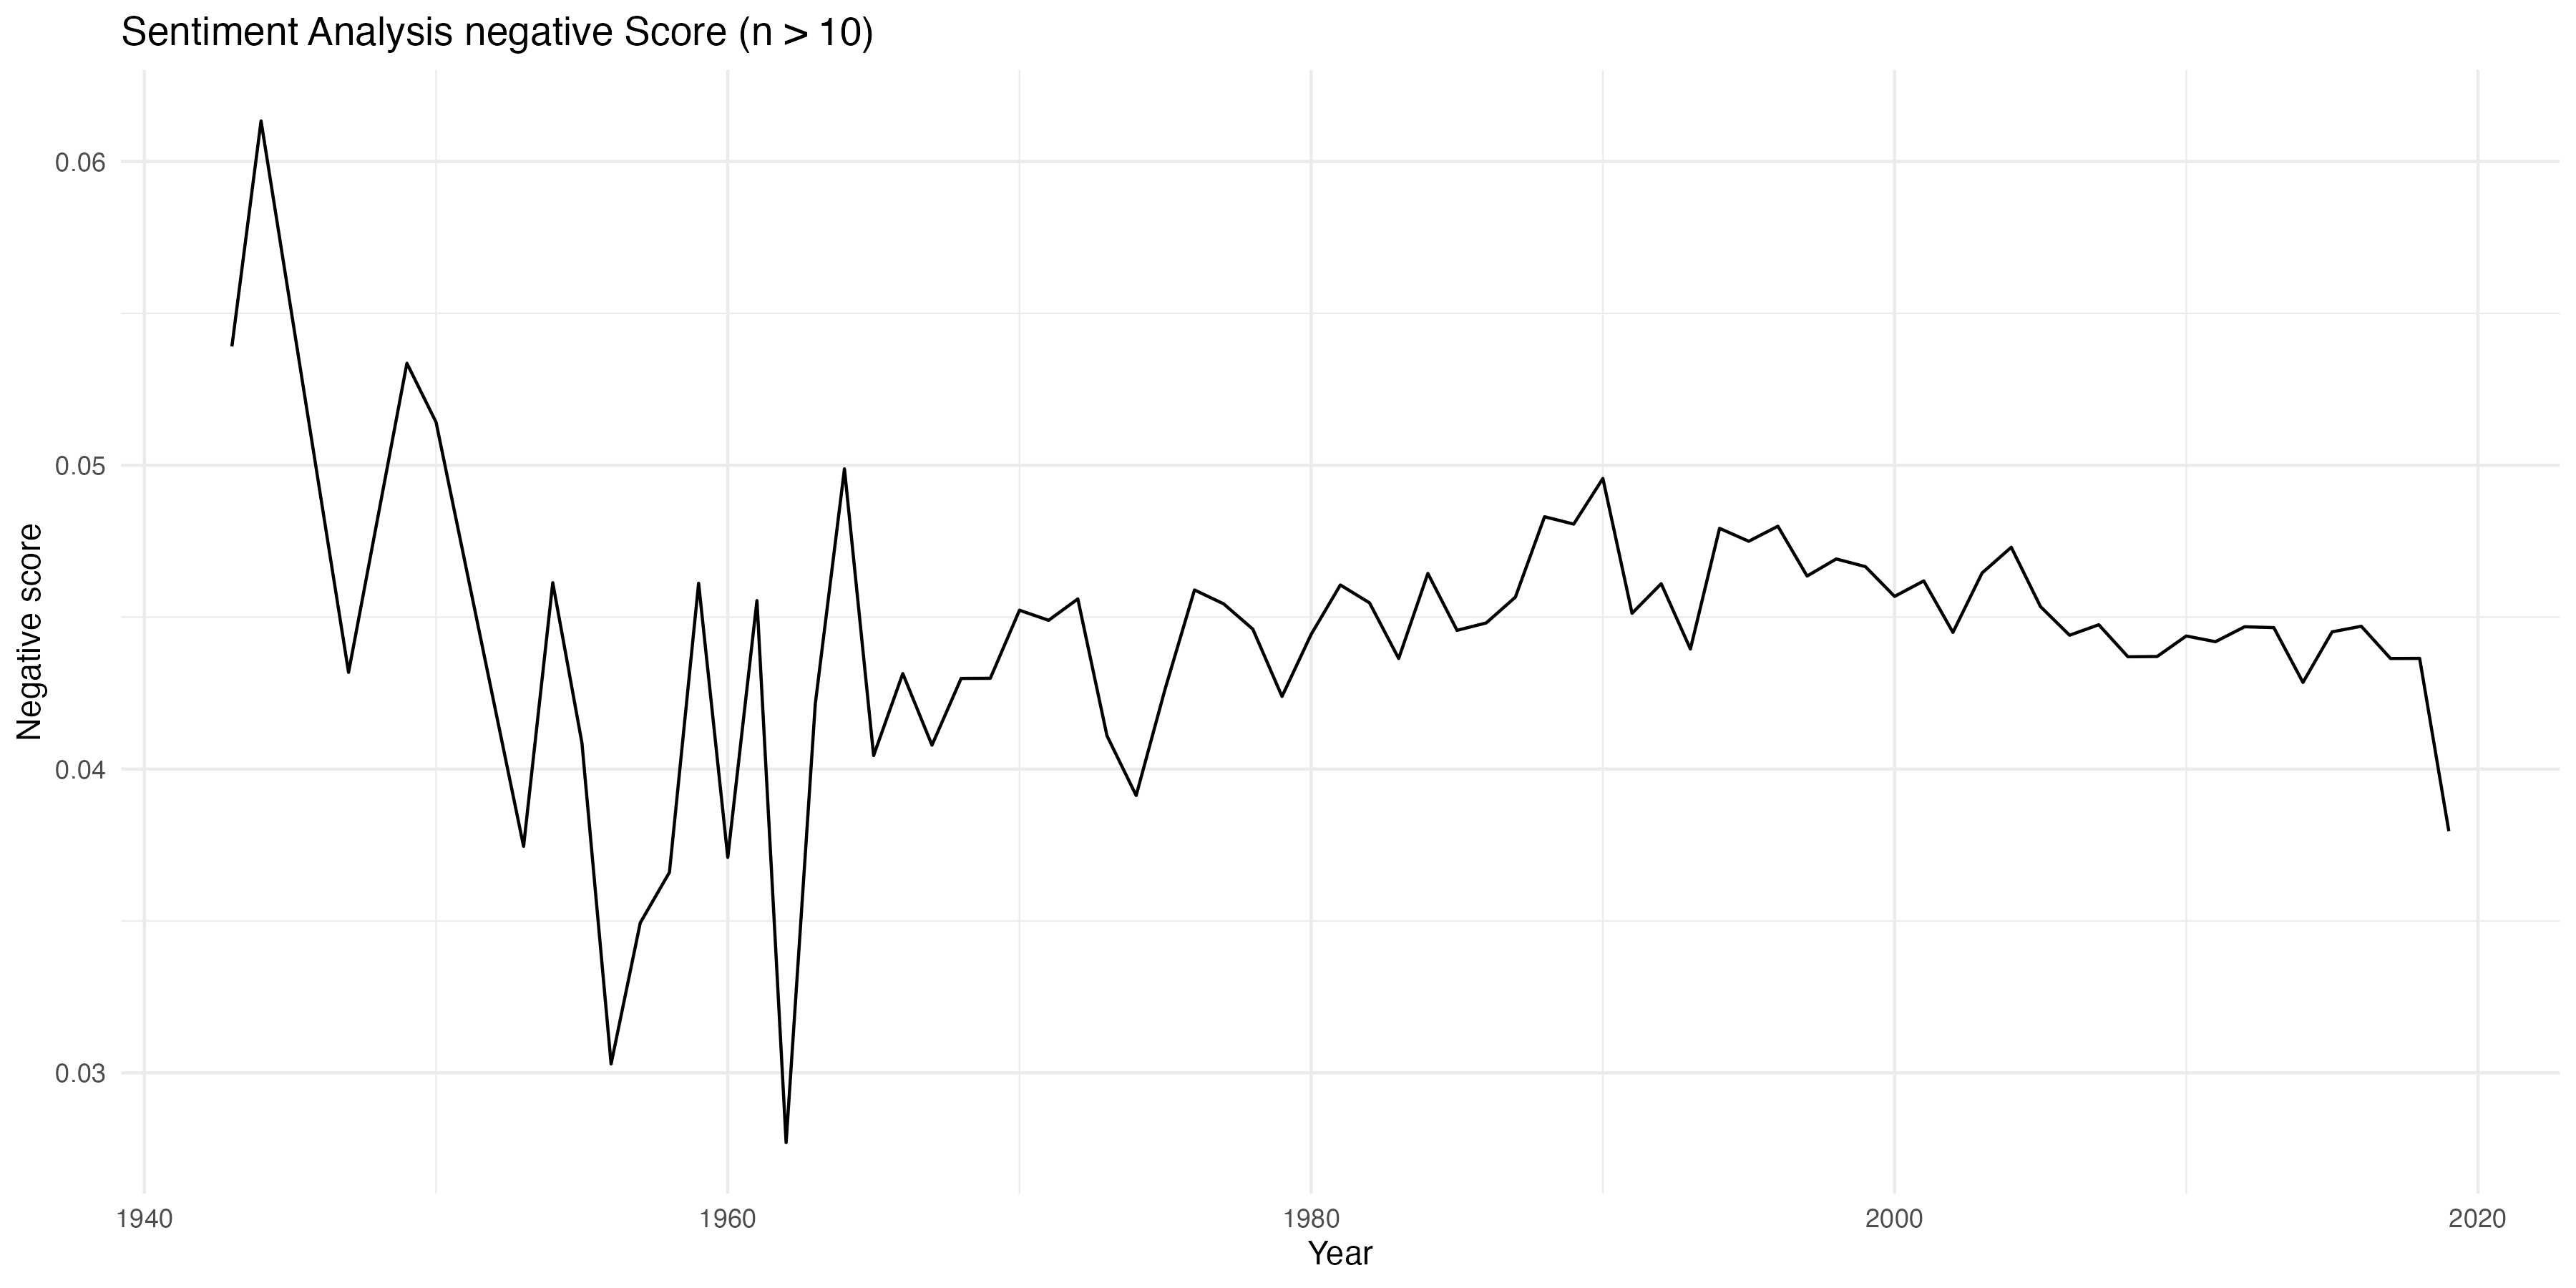 Sentiment Analysis negative Score (n > 10)
Negative score
0.06
0.05
0.04
0.03
1940 1960 1980 2000 2020
Year